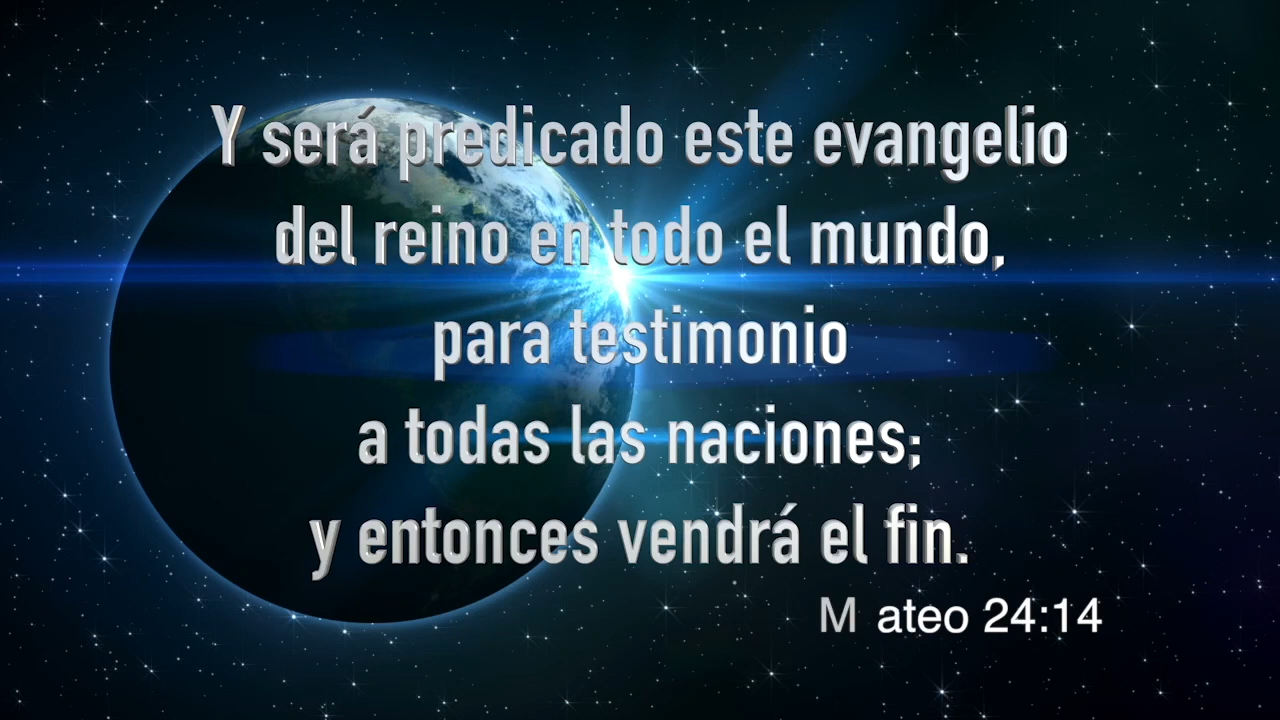 Y será predicado este evangelio
del reino en todo el mundo,
para testimonio
a todas las naciones;
y entonces vendrá el fin.
M ateo 24:14